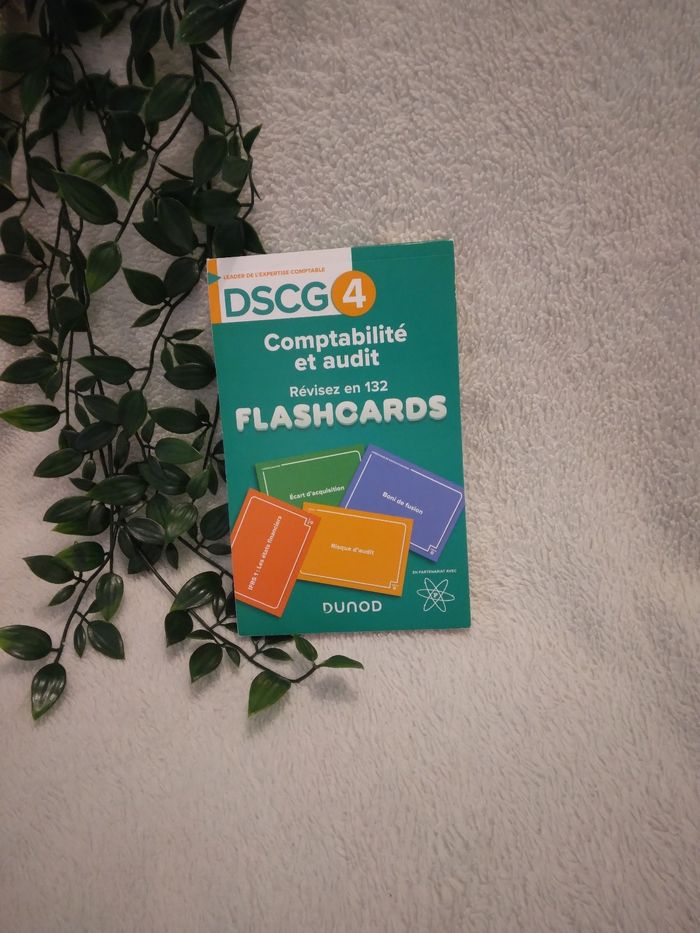 LEADER DE L'EXPERTISE COMPTABLE
DSCG 4
Comptabilité
et audit
Révisez en 132
FLASHCARDS
Écart d'acquisition
Boni de fusion
IFRS 1 : Les états financiers
Risque d'audit
EN PARTENARIAT AVEC
P
DUNOD